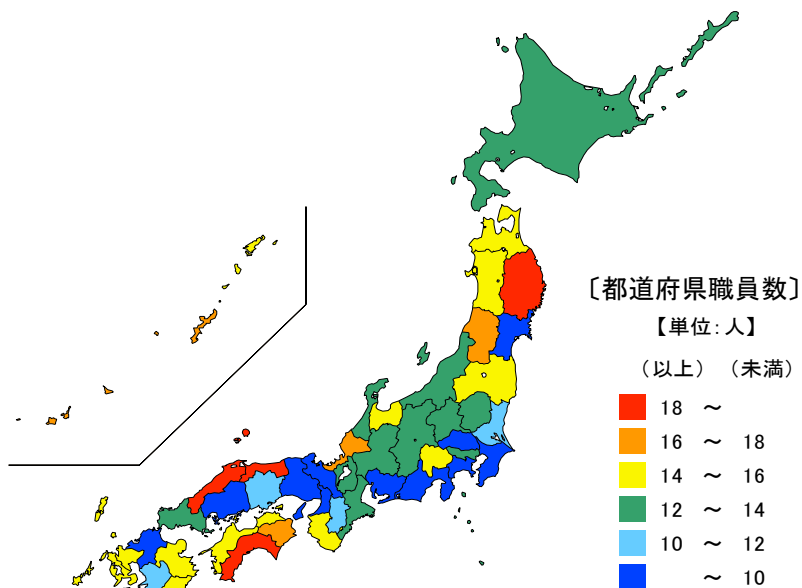 〔都道府県職員数〕
【単位:人】
(以上) (未満)
18 ~
16 ~ 18
14 ~ 16
12 ~ 14
10 ~ 12
~ 10